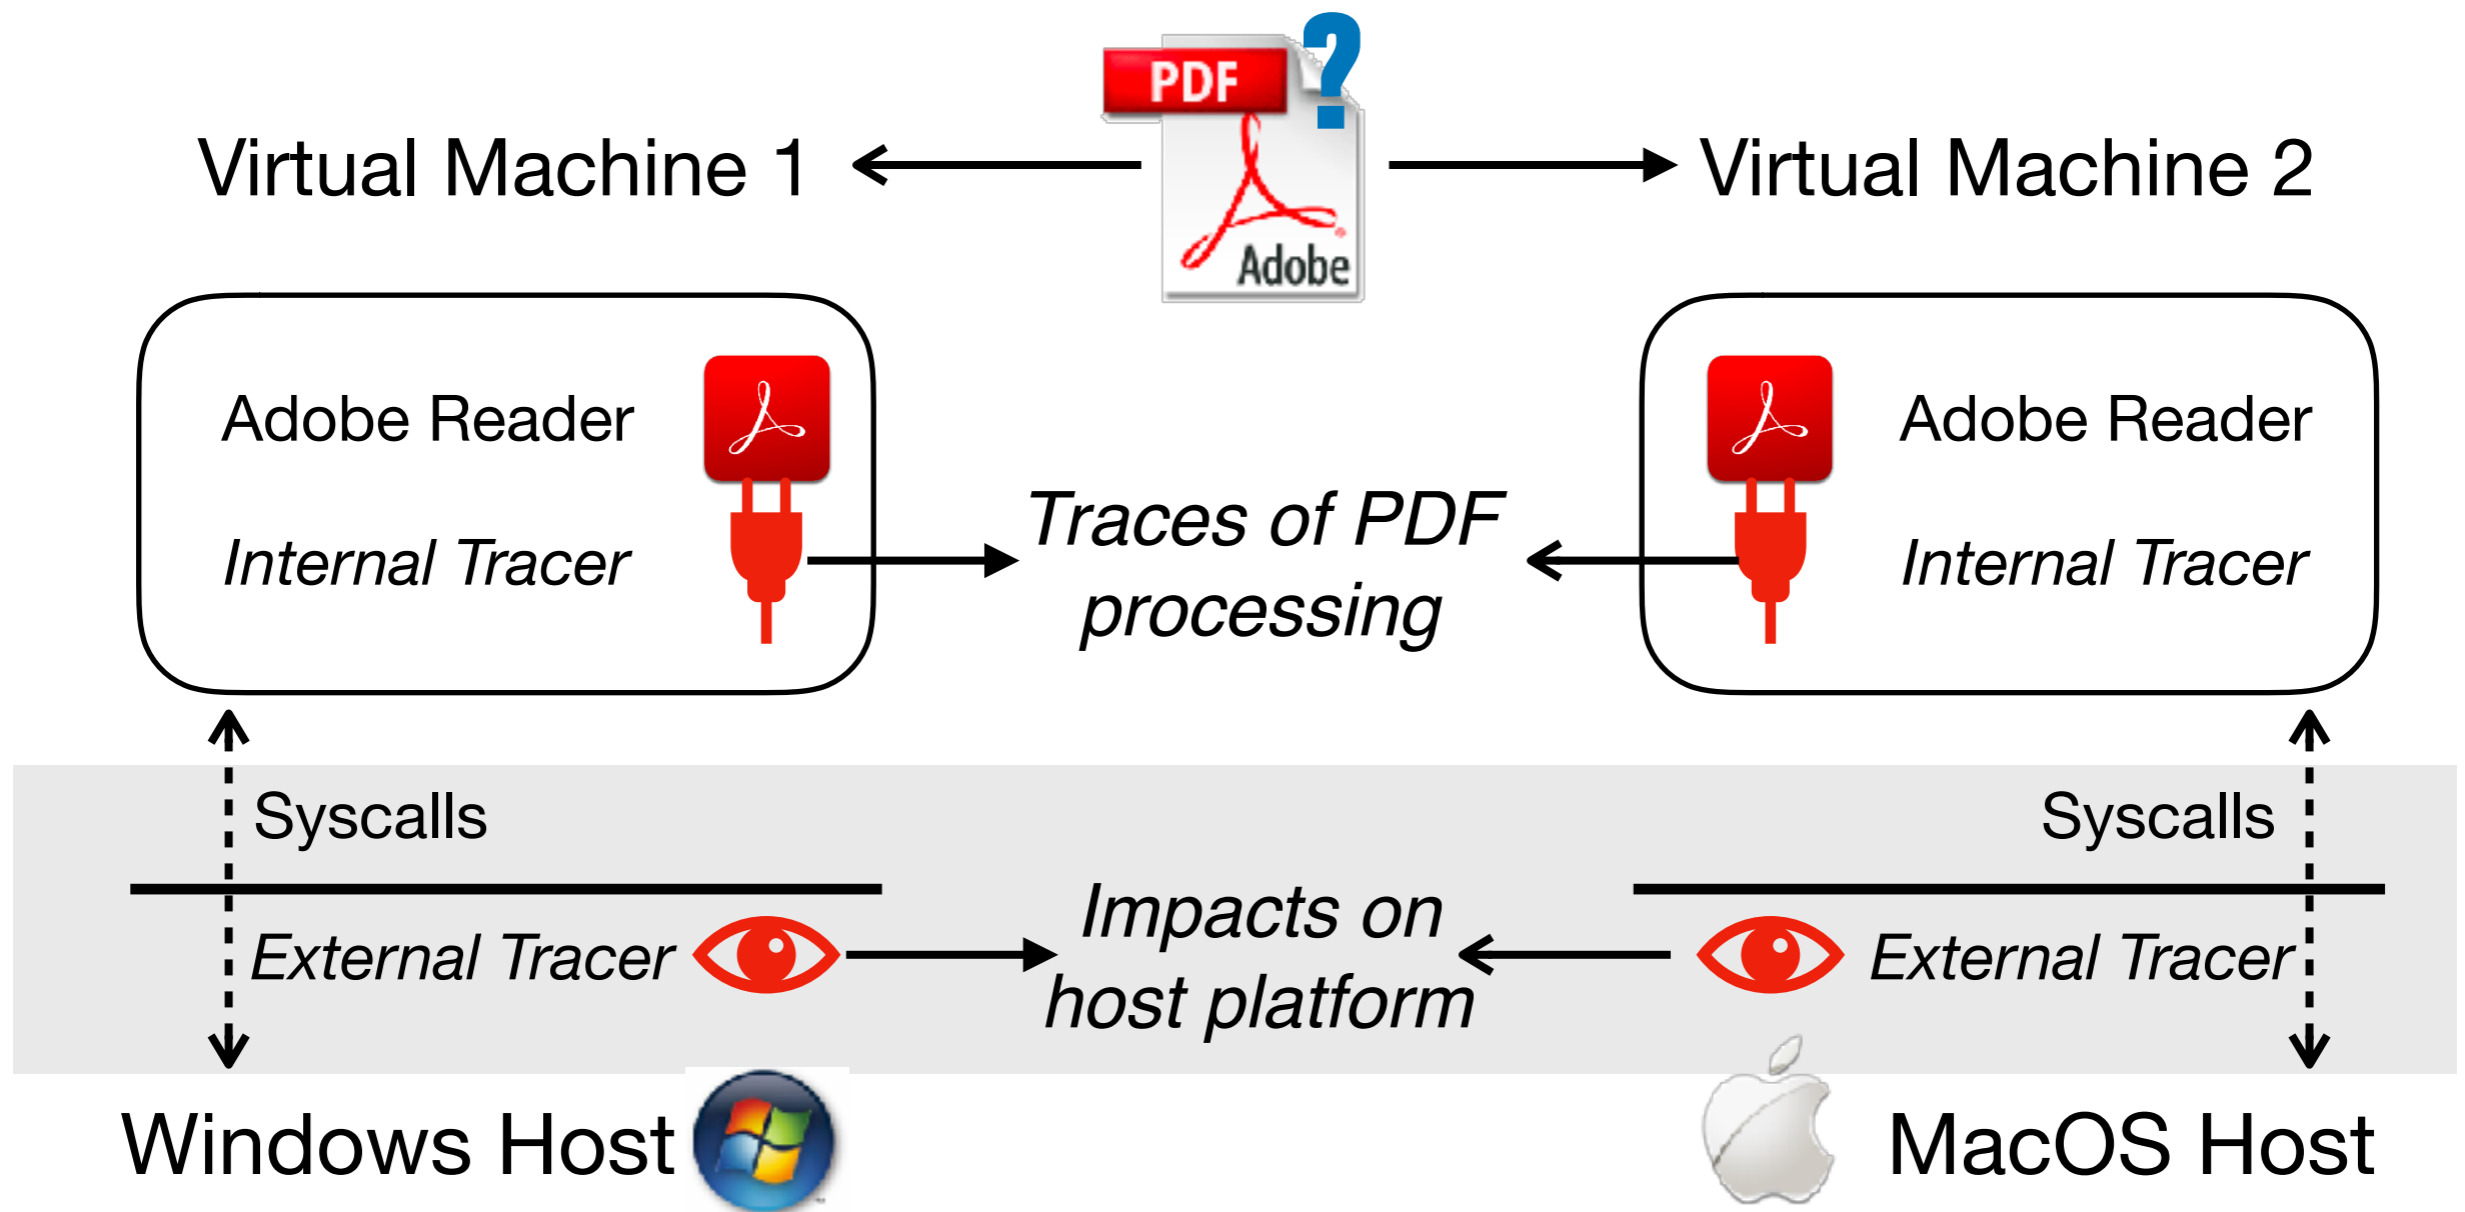 PDF
?
Adobe
Virtual Machine 1
Virtual Machine 2
Adobe Reader
Internal Tracer
Traces of PDF
processing
Adobe Reader
Internal Tracer
Syscalls
External Tracer
Impacts on
host platform
Syscalls
External Tracer
Windows Host
MacOS Host